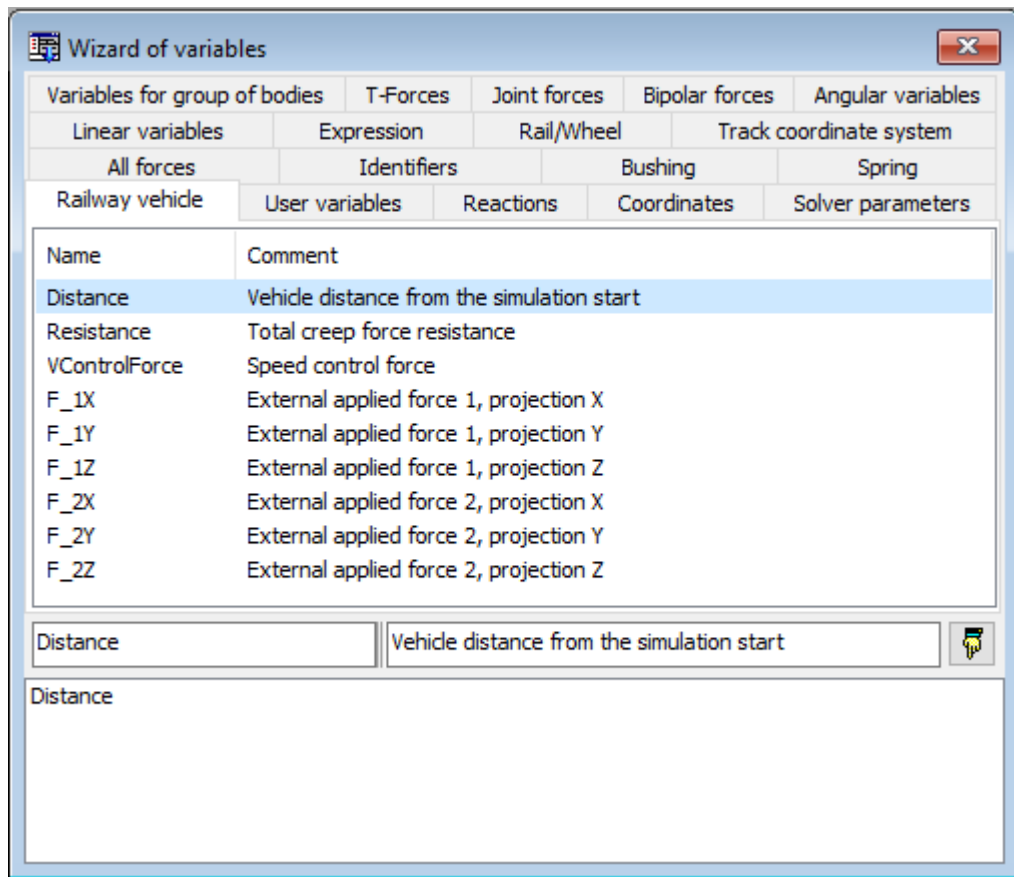 Wizard of variables
Variables for group of bodies T-Forces Joint forces Bipolar forces Angular variables
Linear variables Expression Rail/Wheel Track coordinate system
All forces Identifiers Bushing Spring
Railway vehicle User variables Reactions Coordinates Solver parameters
Name Comment
Distance Vehicle distance from the simulation start
Resistance Total creep force resistance
VControlForce Speed control force
F_1X External applied force 1, projection X
F_1Y External applied force 1, projection Y
F_1Z External applied force 1, projection Z
F_2X External applied force 2, projection X
F_2Y External applied force 2, projection Y
F_2Z External applied force 2, projection Z
Distance Vehicle distance from the simulation start
Distance